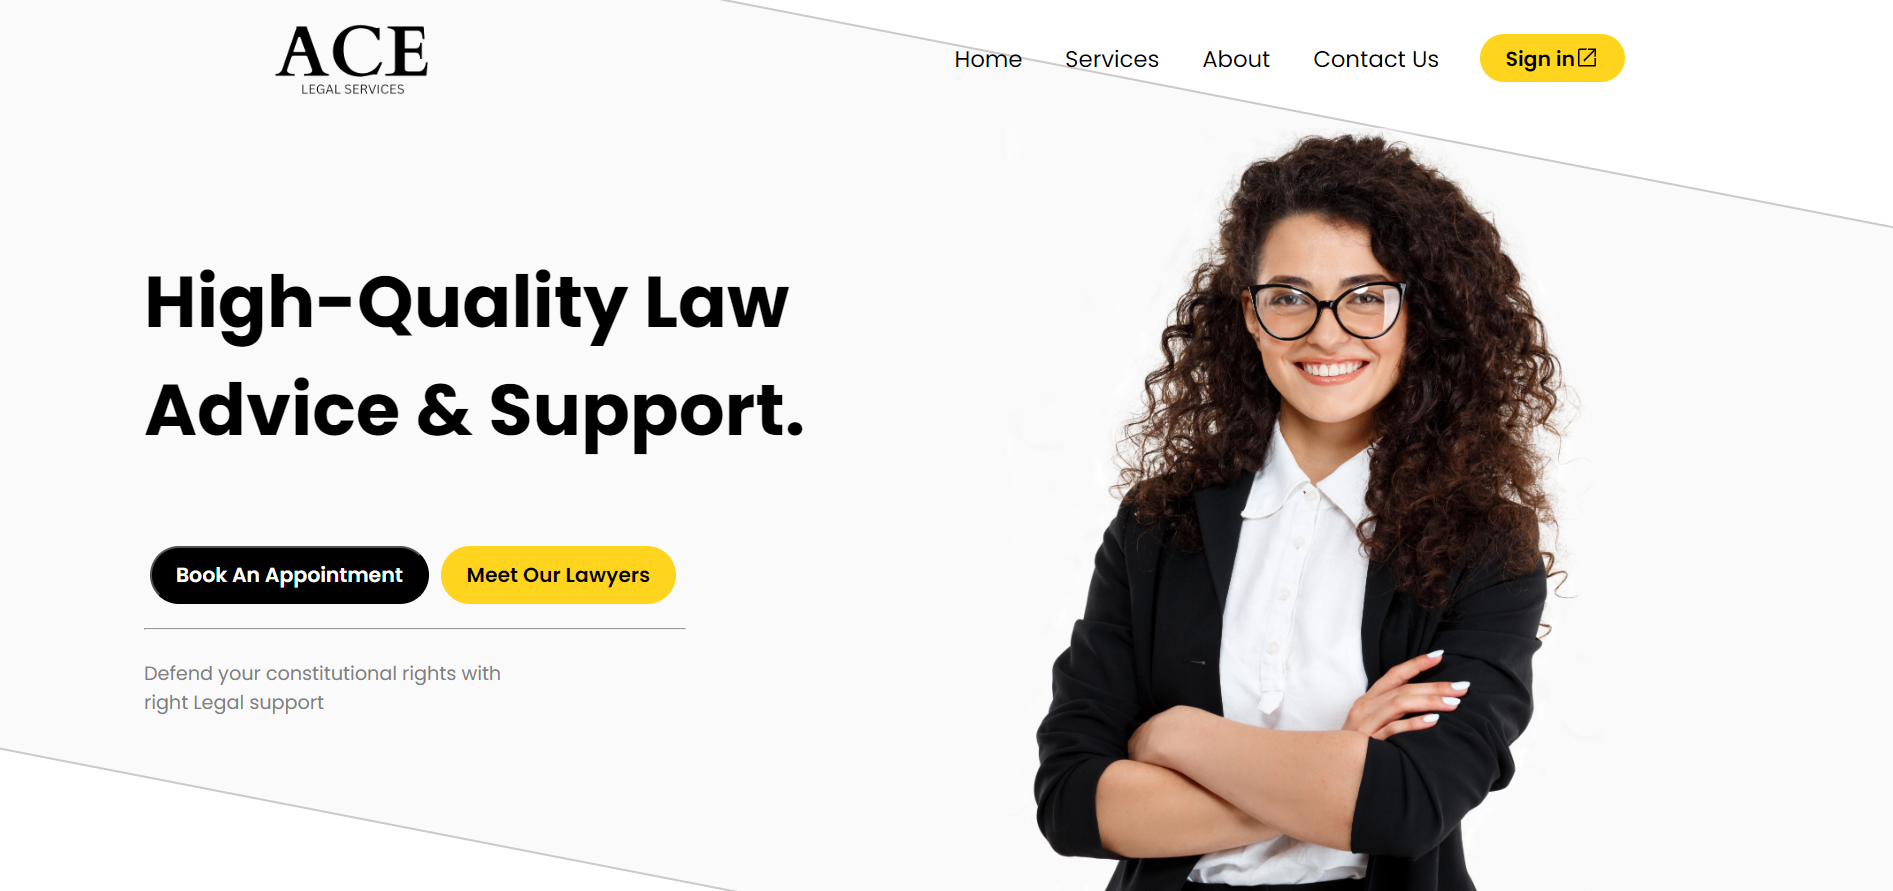 ACE
LEGAL SERVICES
Home Services About Contact Us Sign in
High-Quality Law
Advice & Support.
Book An Appointment Meet Our Lawyers
Defend your constitutional rights with
right Legal support